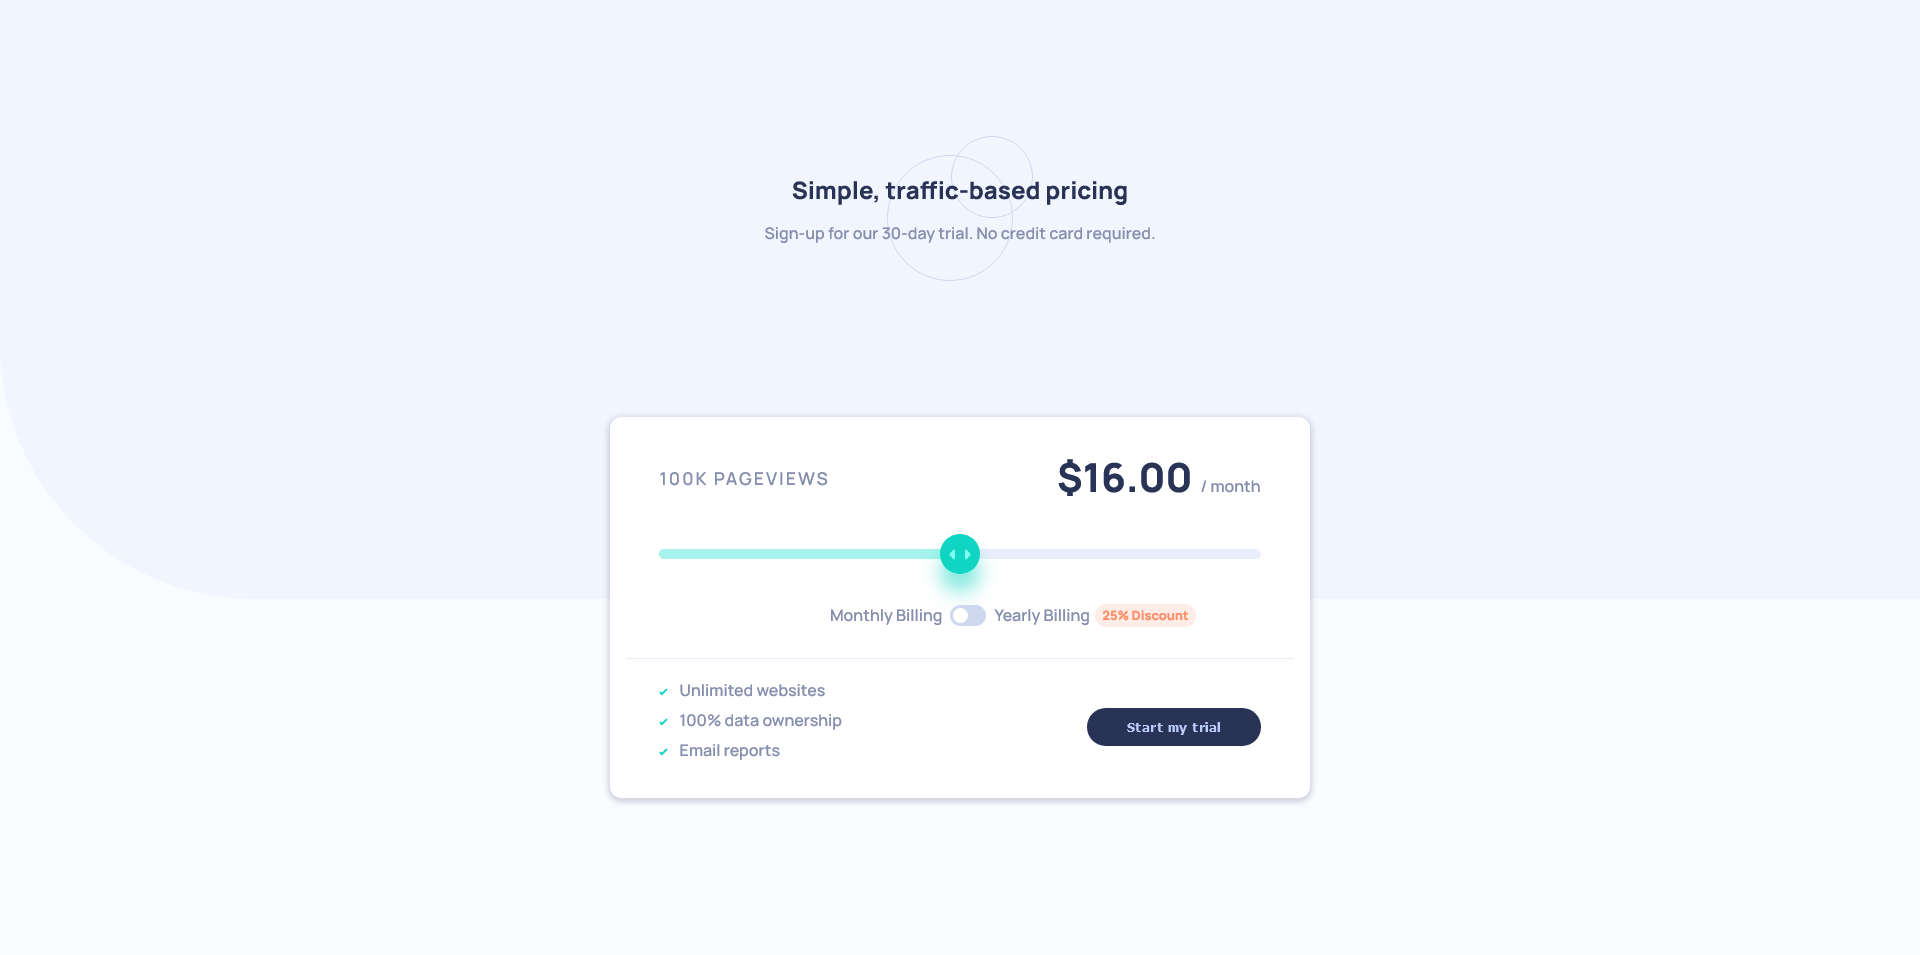 Simple, traffic-based pricing
Sign-up for our 30-day trial. No credit card required.
100K PAGEVIEWS
$16.00 / month
Monthly Billing Yearly Billing 25% Discount
Unlimited websites
100% data ownership
Email reports
Start my trial